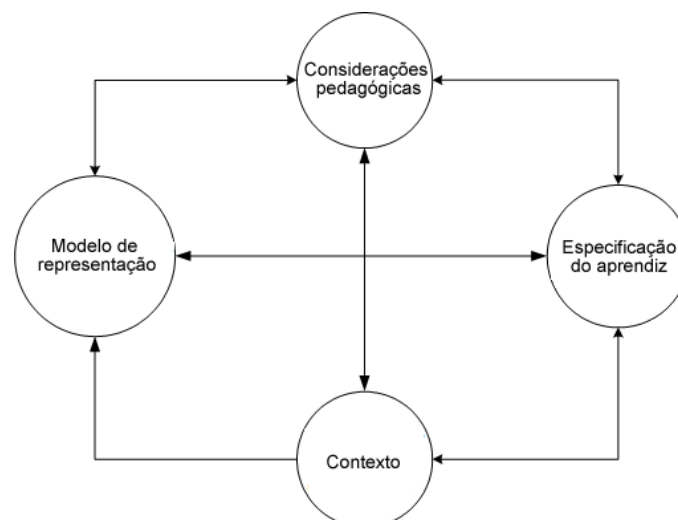 Considerações
pedagógicas
Modelo de
representação
Especificação
do aprendiz
Contexto